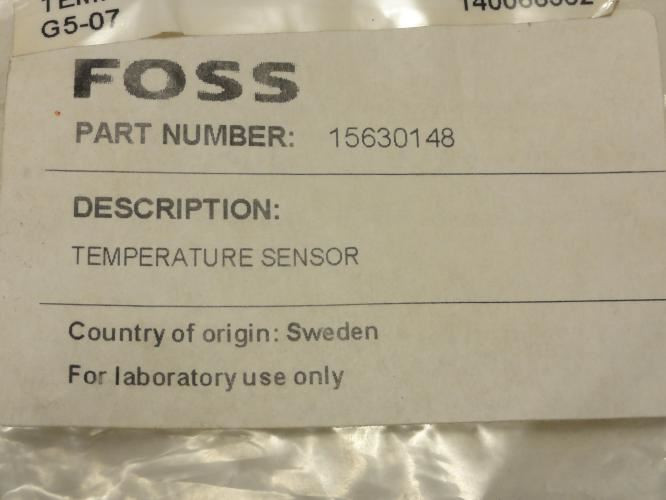 G5-07
FOSS
PART NUMBER: 15630148
DESCRIPTION:
TEMPERATURE SENSOR
Country of origin: Sweden
For laboratory use only